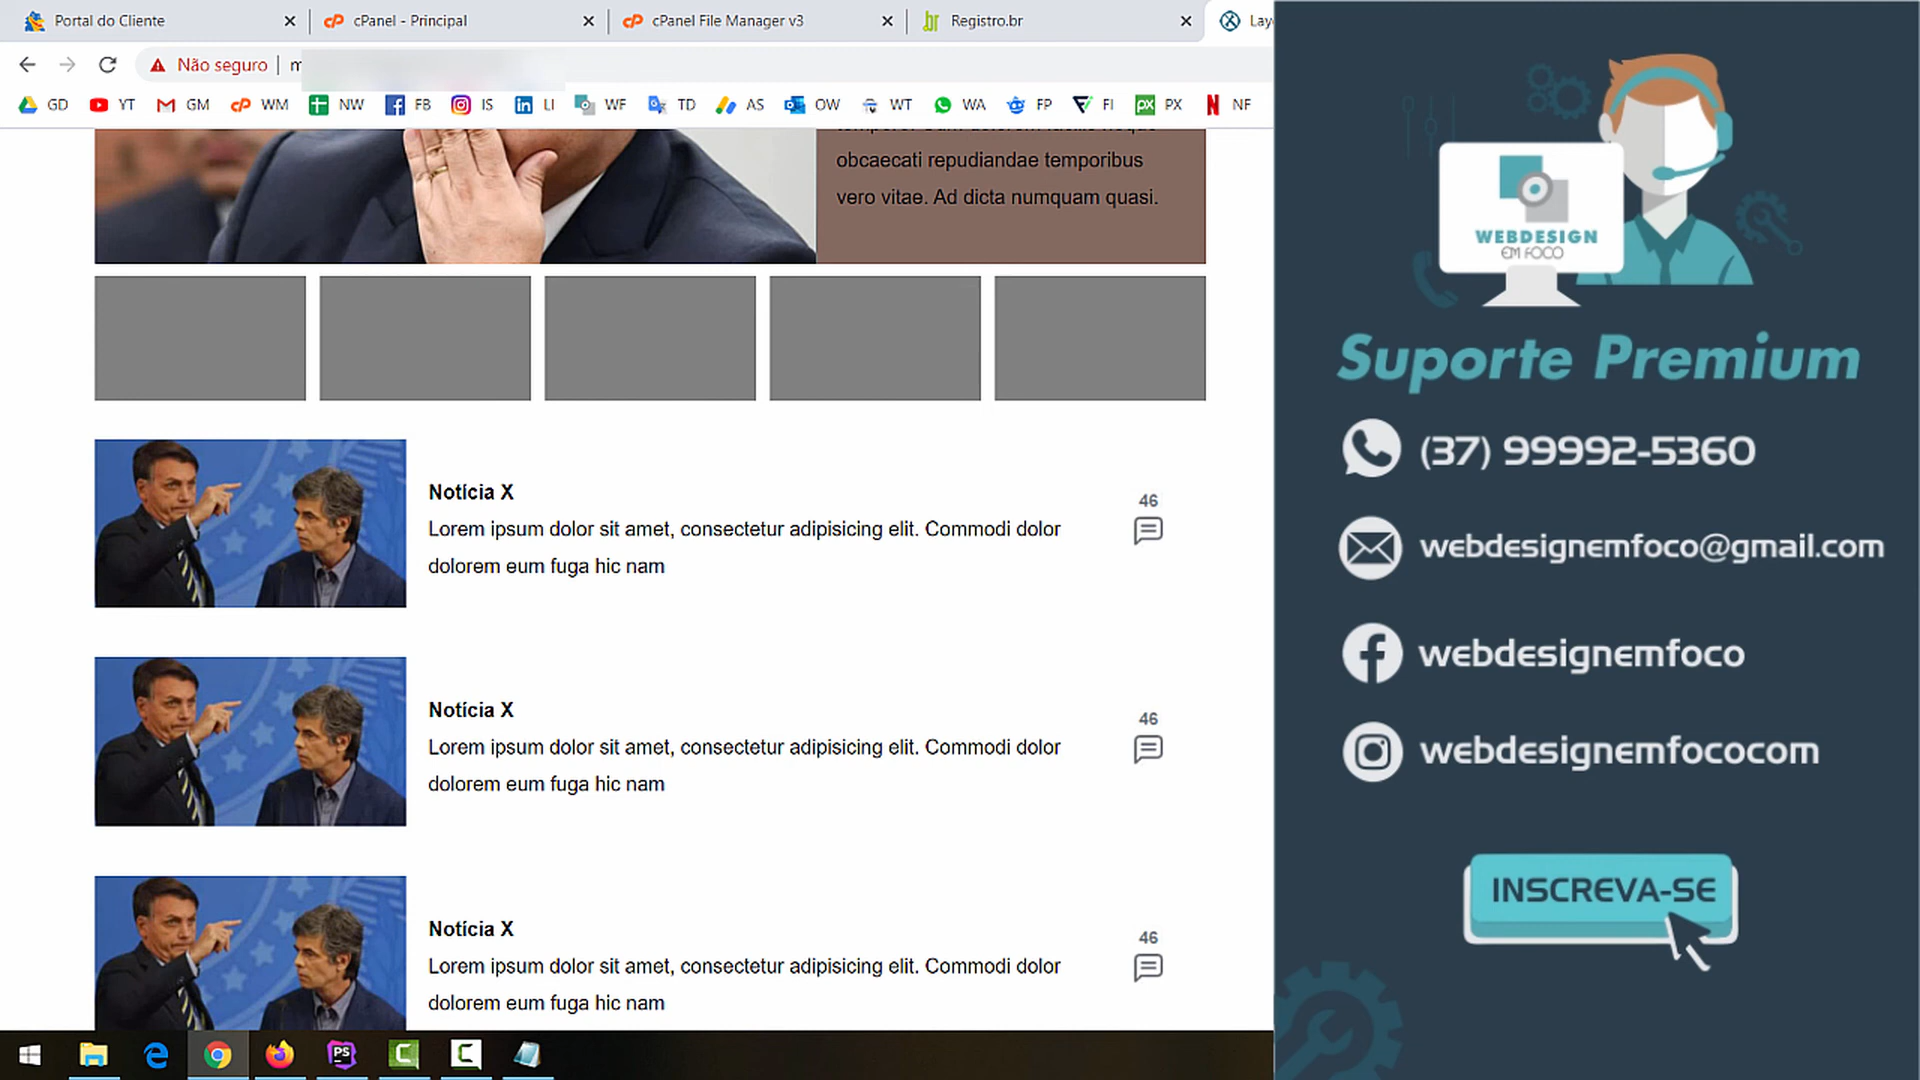 Portal do Cliente
cPanel - Principal
cPanel File Manager v3
Registro.br
Não seguro
GD YT GM WM NW FB IS LI WF TD AS OW WT WA FP FI PX NF
obcaecati repudiandae temporibus
vero vitae. Ad dicta numquam quasi.
Notícia X
Lorem ipsum dolor sit amet, consectetur adipisicing elit. Commodi dolor
dolorem eum fuga hic nam
46
Notícia X
Lorem ipsum dolor sit amet, consectetur adipisicing elit. Commodi dolor
dolorem eum fuga hic nam
46
Notícia X
Lorem ipsum dolor sit amet, consectetur adipisicing elit. Commodi dolor
dolorem eum fuga hic nam
46
WEBDESIGN
EM FOCO
Suporte Premium
(37) 99992-5360
webdesignemfoco@gmail.com
webdesignemfoco
webdesignemfococom
INSCREVA-SE